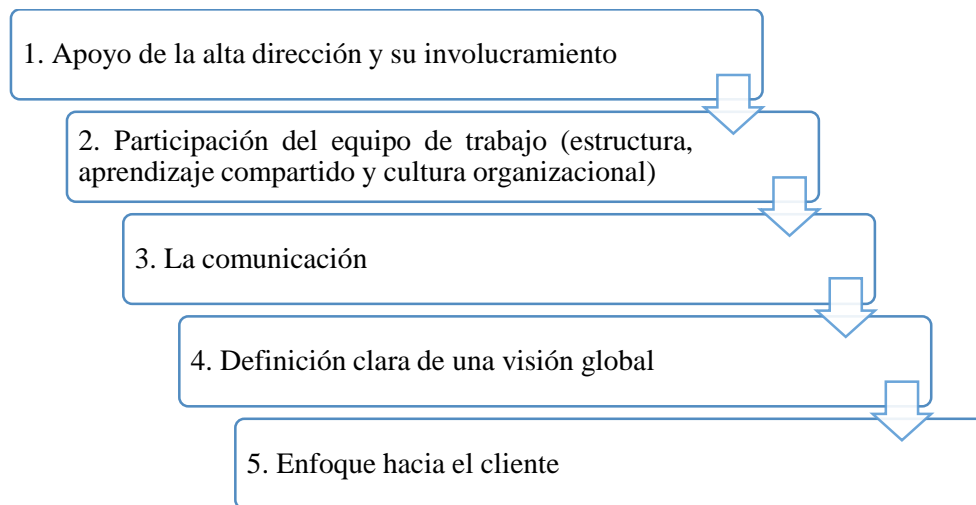 1. Apoyo de la alta dirección y su involucramiento
2. Participación del equipo de trabajo (estructura,
aprendizaje compartido y cultura organizacional)
3. La comunicación
4. Definición clara de una visión global
5. Enfoque hacia el cliente